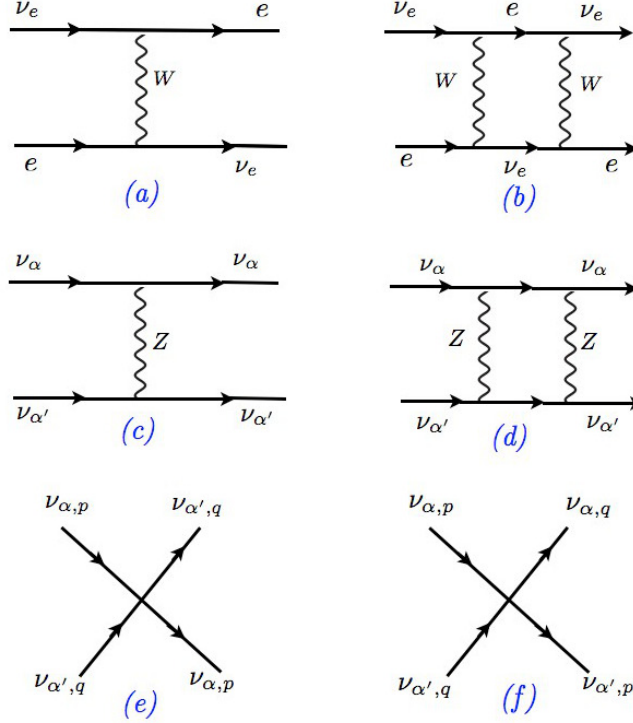 ν_e e
W
e ν_e
(a)
ν_e e ν_e
W W
e ν_e e
(b)
ν_α ν_α
Z
ν_α′ ν_α′
(c)
ν_α ν_α
Z Z
ν_α′ ν_α′
(d)
ν_α,p ν_α′,q
ν_α′,q ν_α,p
(e)
ν_α,p ν_α,q
ν_α′,q ν_α′,p
(f)